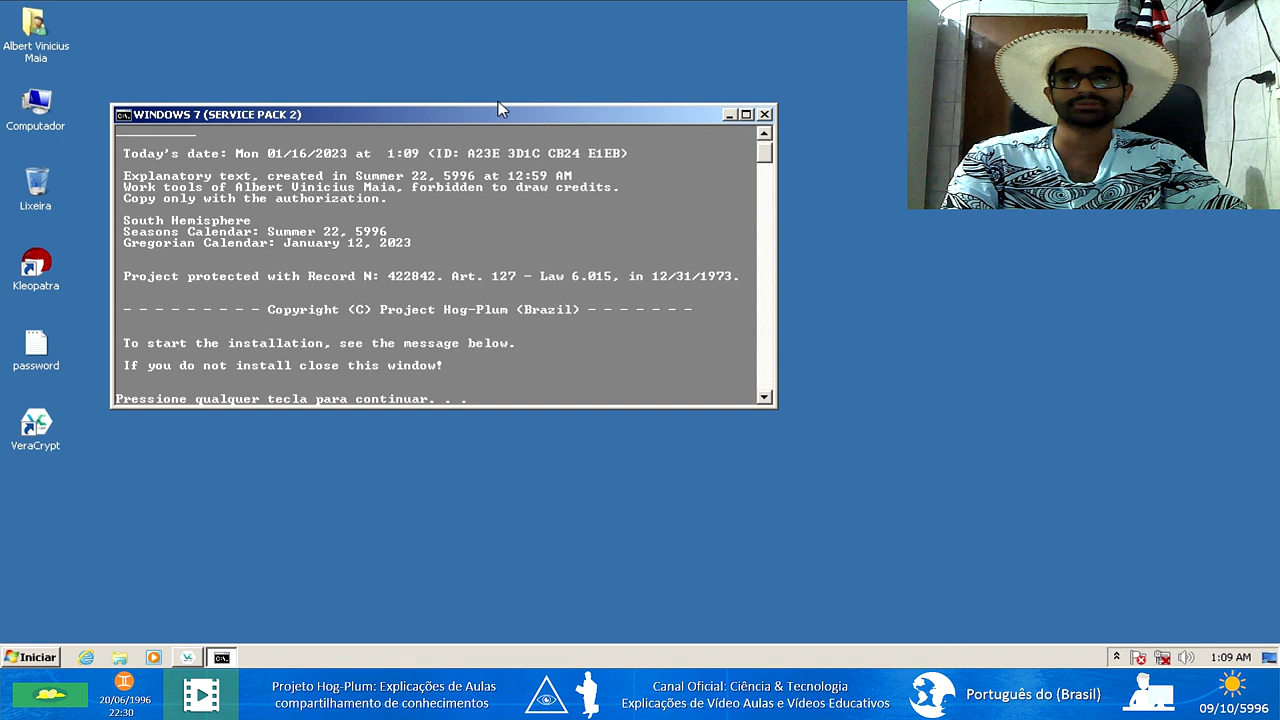 Albert Vinicius
Maia
Computador
Lixeira
Kleopatra
password
VeraCrypt
WINDOWS 7 (SERVICE PACK 2)
Today's date: Mon 01/16/2023 at  1:09 (ID: A23E 3D1C CB24 E1EB)
Explanatory text, created in Summer 22, 5996 at 12:59 AM
Work tools of Albert Vinicius Maia, forbidden to draw credits.
Copy only with the authorization.
South Hemisphere
Seasons Calendar: Summer 22, 5996
Gregorian Calendar: January 12, 2023
Project protected with Record N: 422842. Art. 127 - Law 6.015, in 12/31/1973.
- - - - - - - - - Copyright (C) Project Hog-Plum (Brazil) - - - - - - -
To start the installation, see the message below.
If you do not install close this window!
Pressione qualquer tecla para continuar. . .
Iniciar
1:09 AM
20/06/1996
22:30
Projeto Hog-Plum: Explicações de Aulas
compartilhamento de conhecimentos
Canal Oficial: Ciência & Tecnologia
Explicações de Vídeo Aulas e Vídeos Educativos
Português do (Brasil)
09/10/5996